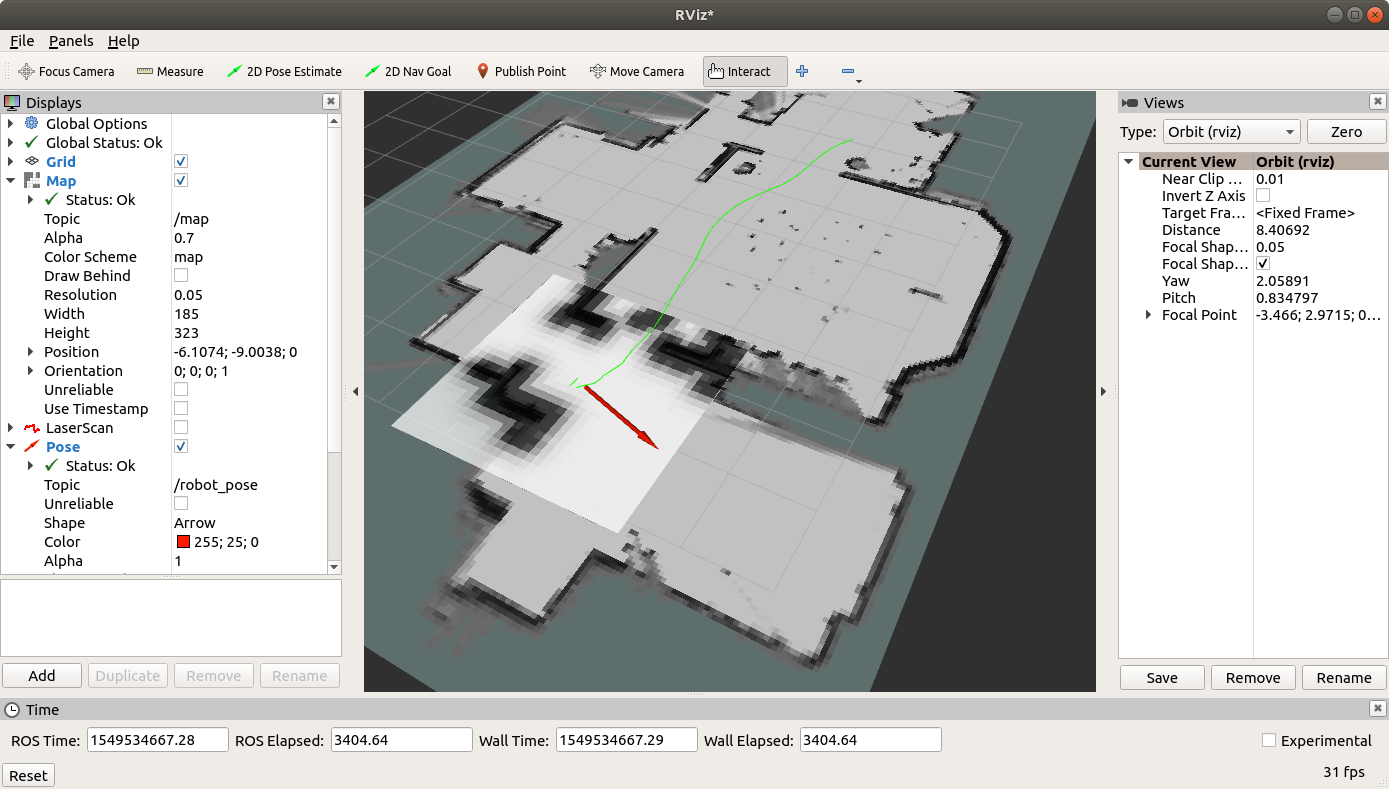 RViz*
File Panels Help
Focus Camera Measure 2D Pose Estimate 2D Nav Goal Publish Point Move Camera Interact
Displays
Global Options
Global Status: Ok
Grid
Map
Status: Ok
Topic /map
Alpha 0.7
Color Scheme map
Draw Behind
Resolution 0.05
Width 185
Height 323
Position -6.1074; -9.0038; 0
Orientation 0; 0; 0; 1
Unreliable
Use Timestamp
LaserScan
Pose
Status: Ok
Topic /robot_pose
Unreliable
Shape Arrow
Color 255; 25; 0
Alpha 1
Add Duplicate Remove Rename
Views
Type: Orbit (rviz) Zero
Current View Orbit (rviz)
Near Clip ... 0.01
Invert Z Axis
Target Fra... <Fixed Frame>
Distance 8.40692
Focal Shap... 0.05
Focal Shap...
Yaw 2.05891
Pitch 0.834797
Focal Point -3.466; 2.9715; 0...
Save Remove Rename
Time
ROS Time: 1549534667.28 ROS Elapsed: 3404.64 Wall Time: 1549534667.29 Wall Elapsed: 3404.64 Experimental
Reset 31 fps